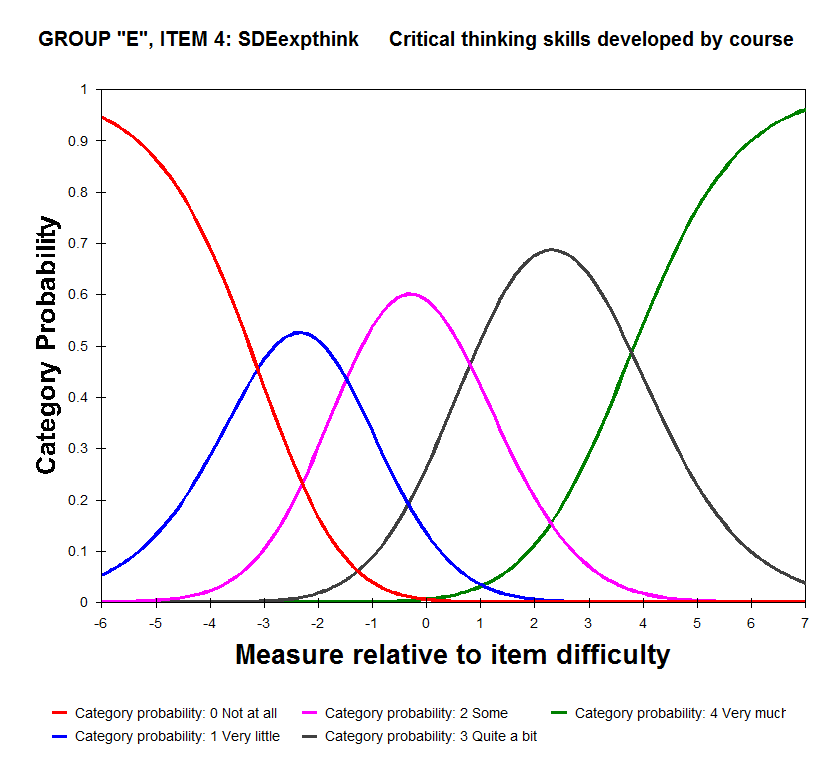 GROUP "E", ITEM 4: SDEexpthink Critical thinking skills developed by course
1
0.9
0.8
0.7
0.6
0.5
0.4
0.3
0.2
0.1
0
Category Probability
-6 -5 -4 -3 -2 -1 0 1 2 3 4 5 6 7
Measure relative to item difficulty
Category probability: 0 Not at all Category probability: 2 Some Category probability: 4 Very much
Category probability: 1 Very little Category probability: 3 Quite a bit